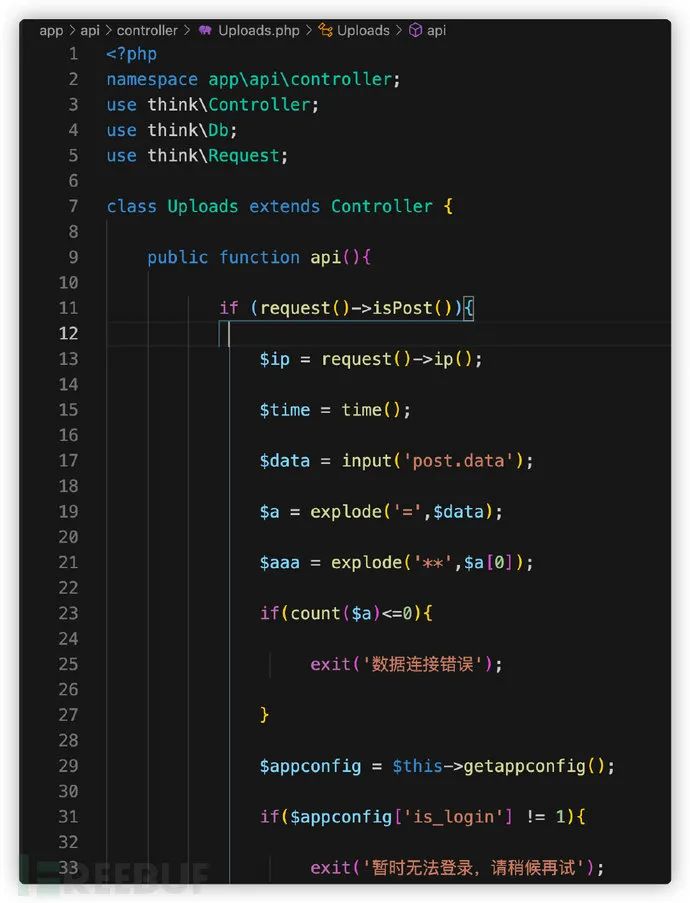 app > api > controller > Uploads.php > Uploads > api
1 <?php
2 namespace app\api\controller;
3 use think\Controller;
4 use think\Db;
5 use think\Request;
6
7 class Uploads extends Controller {
8
9 public function api(){
10
11 if (request()->isPost()){
12
13 $ip = request()->ip();
14
15 $time = time();
16
17 $data = input('post.data');
18
19 $a = explode('=',$data);
20
21 $aaa = explode('**',$a[0]);
22
23 if(count($a)<=0){
24
25 exit('数据连接错误');
26
27 }
28
29 $appconfig = $this->getappconfig();
30
31 if($appconfig['is_login'] != 1){
32
33 exit('暂时无法登录，请稍候再试');
FREEBUF